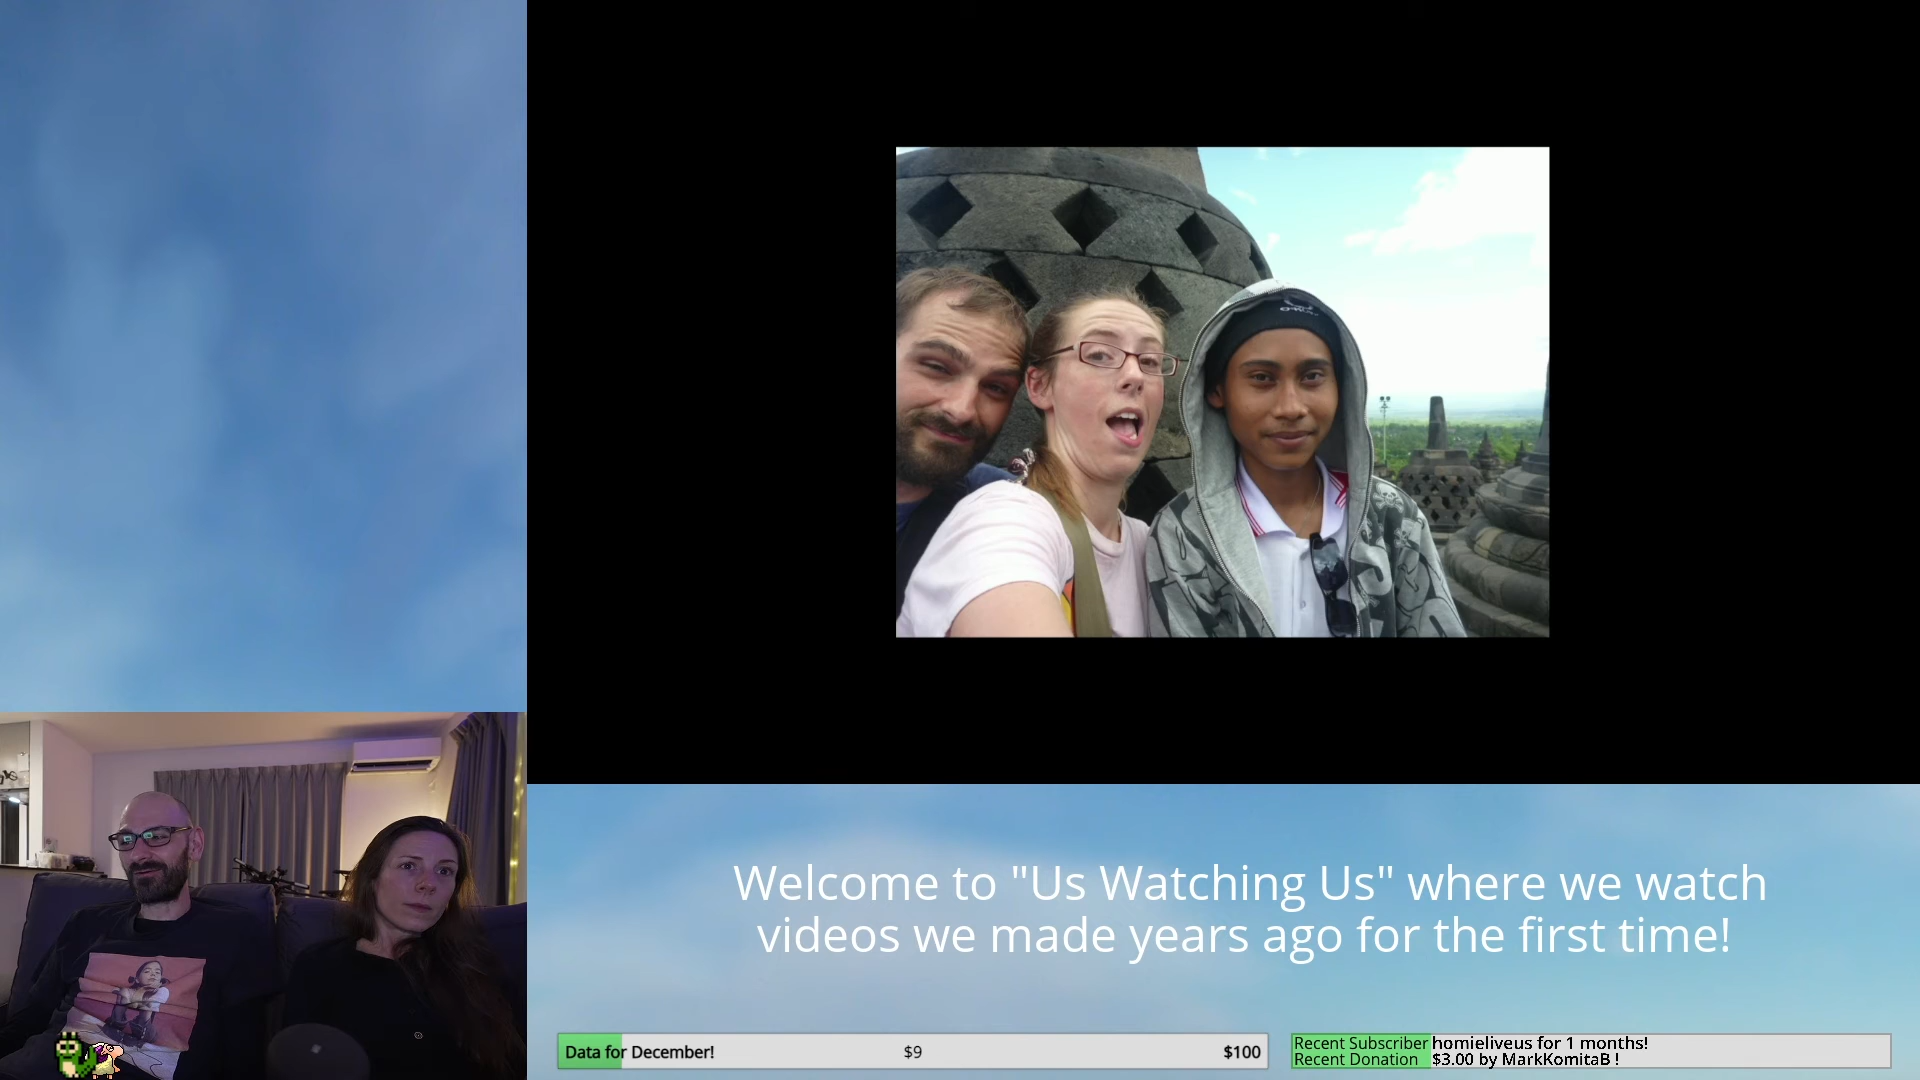 Welcome to "Us Watching Us" where we watch
videos we made years ago for the first time!
Data for December!
$9
$100
Recent Subscriber homieliveus for 1 months!
Recent Donation $3.00 by MarkKomitaB !